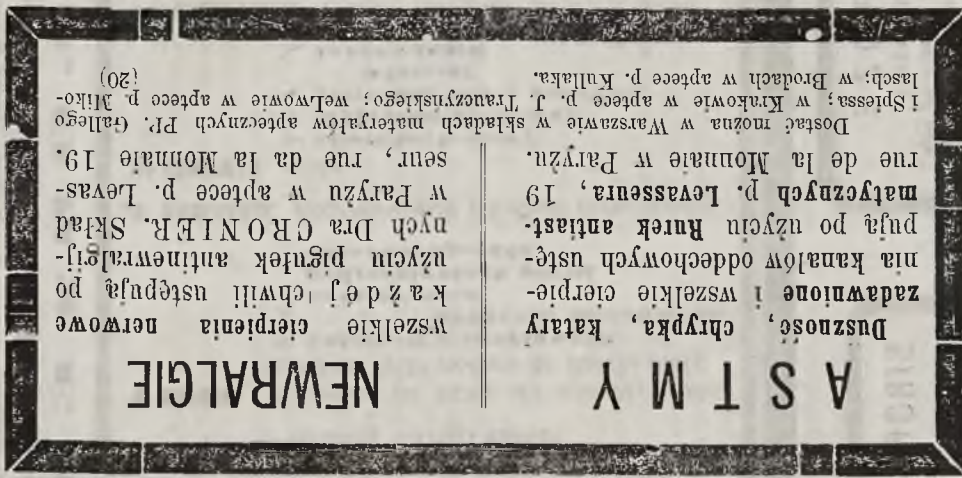 ASTMY
Duszność, chrypka, katary
zadawnione i wszelkie cierpie-
nia kanałów oddechowych ustę-
pują po użyciu Rurek antiast-
matycznych p. Levasseura, 19
rue de la Monnaie w Paryżu.
NEWRALGIE
wszelkie cierpienia nerwowe
każdej chwili ustępują po
użyciu pigułek antinewralgij-
nych Dra CRONIER. Skład
w Paryżu w aptece p. Levas-
seur, rue da la Monnaie 19.
Dostać można w Warszawie w składach materyałów aptecznych PP. Gallego
i Spiessa; w Krakowie w aptece p. J. Trauczyńskiego; weLwowie w aptece p. Miko-
lasch; w Brodach w aptece p. Kullaka.
(20)